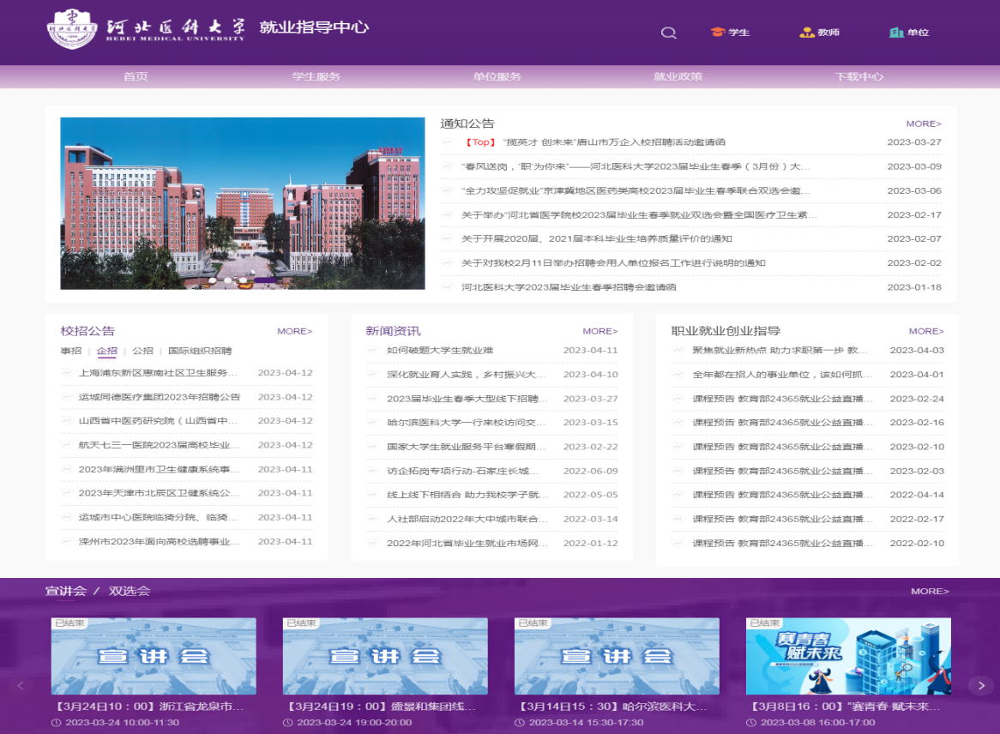 河北医科大学
HEBEI MEDICAL UNIVERSITY
就业指导中心
学生 教师 单位
首页 学生服务 单位服务 就业政策 下载中心
通知公告 MORE>
【Top】 “揽英才 创未来”唐山市万企入校招聘活动邀请函 2023-03-27
“春风送岗，‘职’为你来”——河北医科大学2023届毕业生春季（3月份）大... 2023-03-09
“全力攻坚促就业”京津冀地区医药类高校2023届毕业生春季联合双选会邀... 2023-03-06
关于举办“河北省医学院校2023届毕业生春季就业双选会暨全国医疗卫生紧... 2023-02-17
关于开展2020届、2021届本科毕业生培养质量评价的通知 2023-02-07
关于对我校2月11日举办招聘会用人单位报名工作进行说明的通知 2023-02-02
河北医科大学2023届毕业生春季招聘会邀请函 2023-01-18
校招公告 MORE>
事招 | 企招 | 公招 | 国际组织招聘
上海浦东新区惠南社区卫生服务... 2023-04-12
运城同德医疗集团2023年招聘公告 2023-04-12
山西省中医药研究院（山西省中... 2023-04-12
航天七三一医院2023届高校毕业... 2023-04-12
2023年满洲里市卫生健康系统事... 2023-04-11
2023年天津市北辰区卫健系统公... 2023-04-11
运城市中心医院临猗分院、临猗... 2023-04-11
滦州市2023年面向高校选聘事业... 2023-04-11
新闻资讯 MORE>
如何破题大学生就业难 2023-04-11
深化就业育人实践，乡村振兴大... 2023-04-10
2023届毕业生春季大型线下招聘... 2023-03-27
哈尔滨医科大学一行来校访问交... 2023-03-15
国家大学生就业服务平台寒假期... 2023-02-22
访企拓岗专项行动-石家庄长城... 2022-06-09
线上线下相结合 助力我校学子就... 2022-05-05
人社部启动2022年大中城市联合... 2022-03-14
2022年河北省毕业生就业市场网... 2022-01-12
职业就业创业指导 MORE>
聚焦就业新热点 助力求职第一步 教... 2023-04-03
全年都在招人的事业单位，该如何抓... 2023-04-01
课程预告 教育部24365就业公益直播... 2023-02-24
课程预告 教育部24365就业公益直播... 2023-02-16
课程预告 教育部24365就业公益直播... 2023-02-10
课程预告 教育部24365就业公益直播... 2023-02-03
课程预告 教育部24365就业公益直播... 2022-04-14
课程预告 教育部24365就业公益直播... 2022-02-17
课程预告 教育部24365就业公益直播... 2022-02-10
宣讲会 / 双选会 MORE>
已结束
宣讲会
【3月24日10：00】浙江省龙泉市...
2023-03-24 10:00-11:30
已结束
宣讲会
【3月24日19：00】盛景和集团线...
2023-03-24 19:00-20:00
已结束
宣讲会
【3月14日15：30】哈尔滨医科大...
2023-03-14 15:30-17:30
已结束
赛青春
赋未来
【3月8日16：00】“赛青春·赋未来...
2023-03-08 16:00-17:00